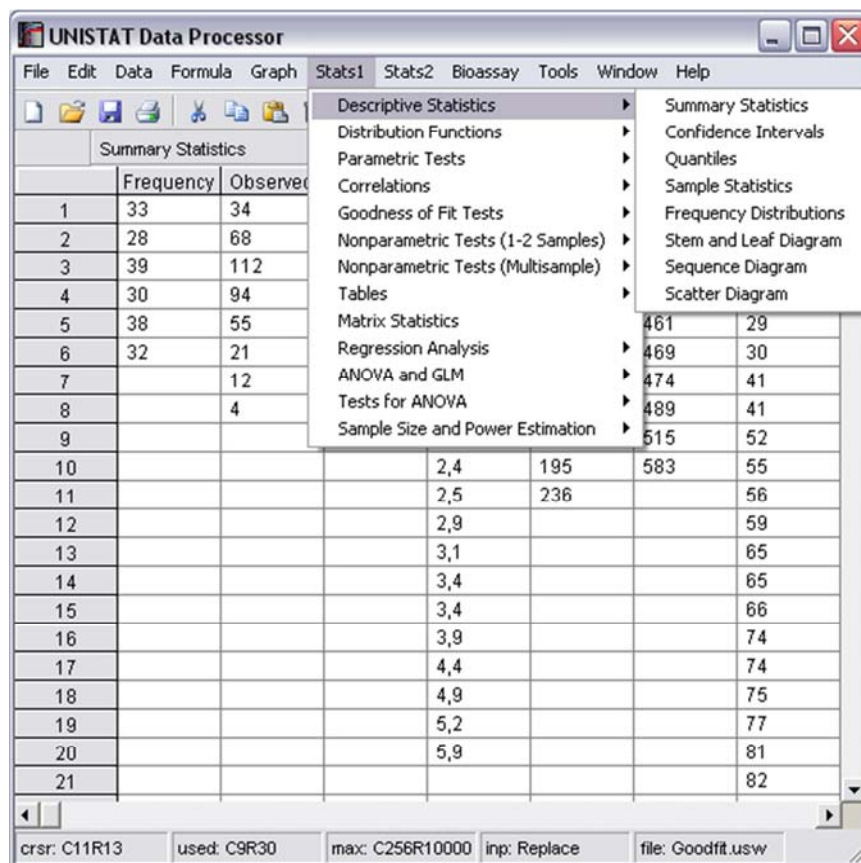 UNISTAT Data Processor
File Edit Data Formula Graph Stats1 Stats2 Bioassay Tools Window Help
Summary Statistics
Descriptive Statistics
Distribution Functions
Parametric Tests
Correlations
Goodness of Fit Tests
Nonparametric Tests (1-2 Samples)
Nonparametric Tests (Multisample)
Tables
Matrix Statistics
Regression Analysis
ANOVA and GLM
Tests for ANOVA
Sample Size and Power Estimation
Summary Statistics
Confidence Intervals
Quantiles
Sample Statistics
Frequency Distributions
Stem and Leaf Diagram
Sequence Diagram
Scatter Diagram
Frequency Observed
1 33 34
2 28 68
3 39 112
4 30 94
5 38 55 461 29
6 32 21 469 30
7 12 474 41
8 4 489 41
9 515 52
10 2,4 195 583 55
11 2,5 236 56
12 2,9 59
13 3,1 65
14 3,4 65
15 3,4 66
16 3,9 74
17 4,4 74
18 4,9 75
19 5,2 77
20 5,9 81
21 82
crsr: C11R13 used: C9R30 max: C256R10000 inp: Replace file: Goodfit.usw